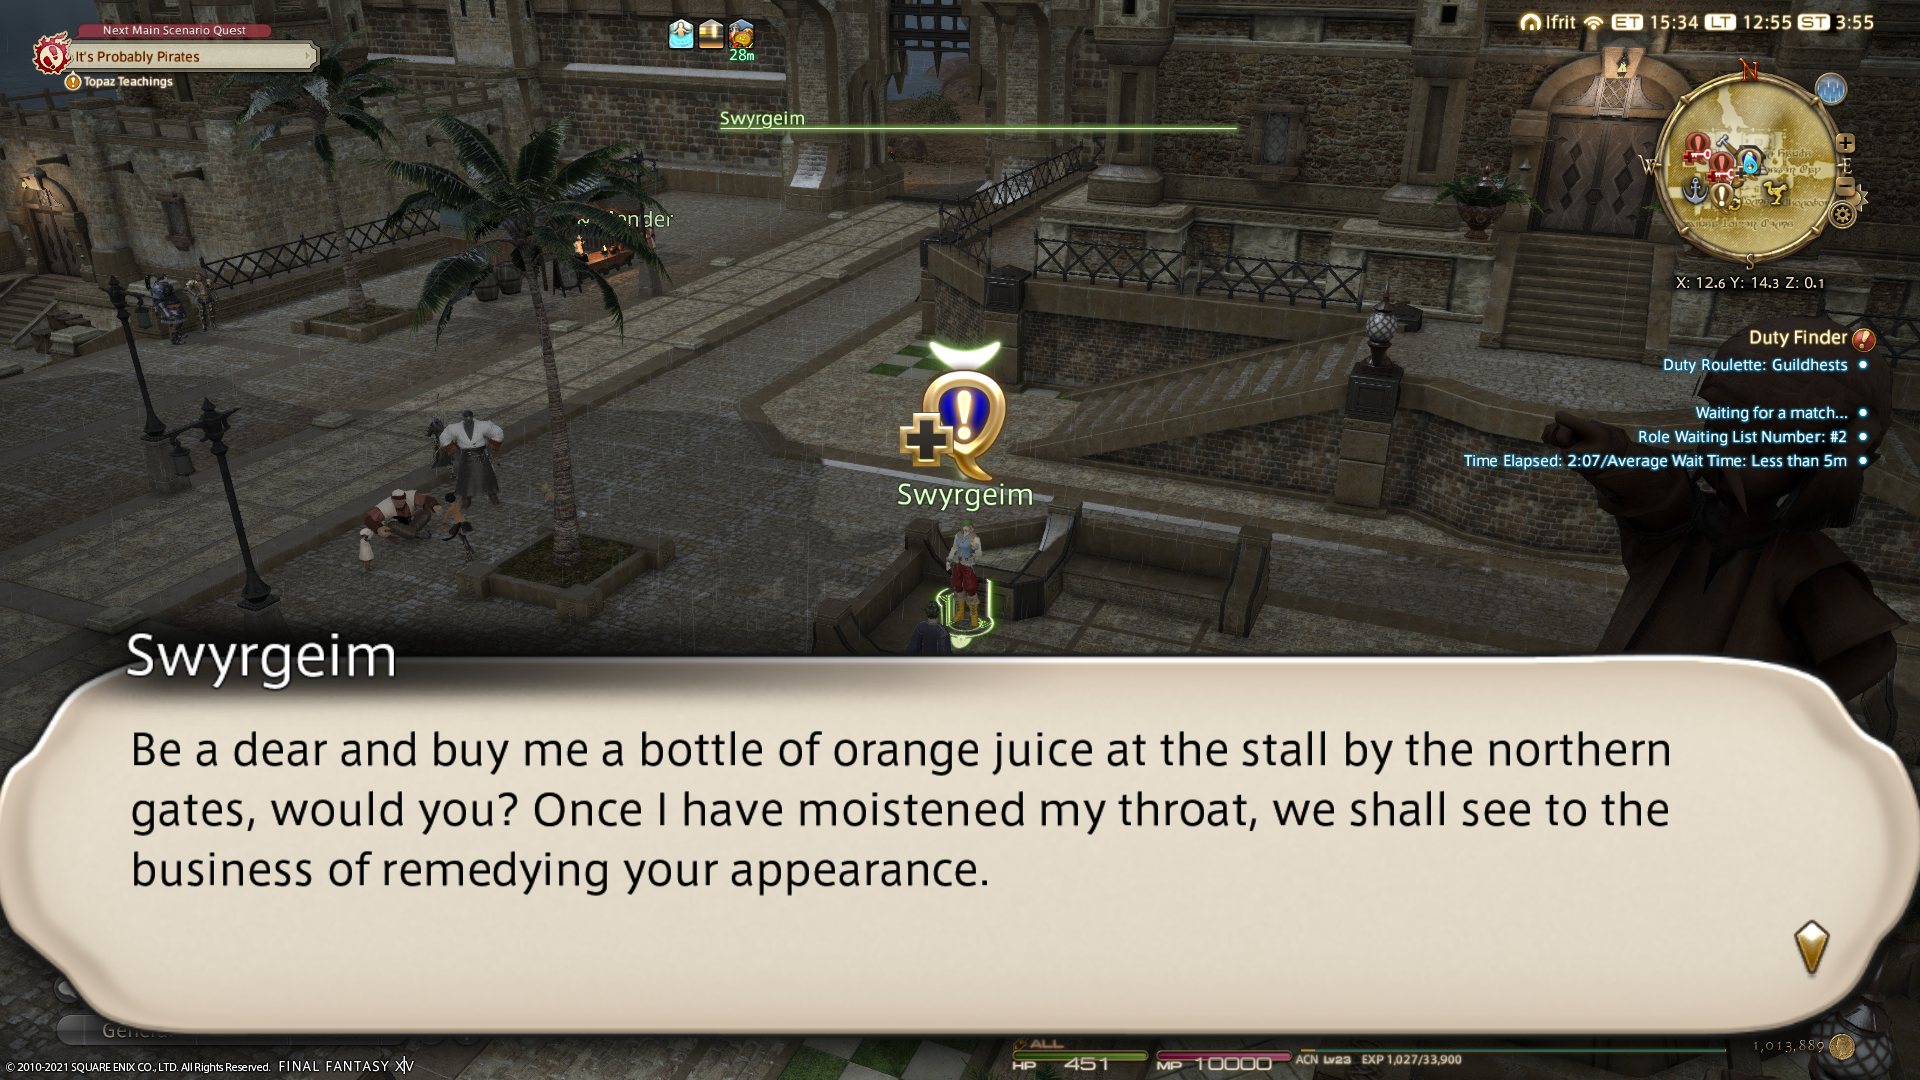 Next Main Scenario Quest
It's Probably Pirates
Topaz Teachings
28m
Ifrit ET 15:34 LT 12:55 ST 3:55
Swyrgeim
N
W
E
S
X: 12.6 Y: 14.3 Z: 0.1
Duty Finder
Duty Roulette: Guildhests
Waiting for a match...
Role Waiting List Number: #2
Time Elapsed: 2:07/Average Wait Time: Less than 5m
Swyrgeim
Swyrgeim
Be a dear and buy me a bottle of orange juice at the stall by the northern
gates, would you? Once I have moistened my throat, we shall see to the
business of remedying your appearance.
ALL
HP 451 MP 10000 ACN Lv23 EXP 1,027/33,900
1,013,889
© 2010-2021 SQUARE ENIX CO., LTD. All Rights Reserved. FINAL FANTASY XIV